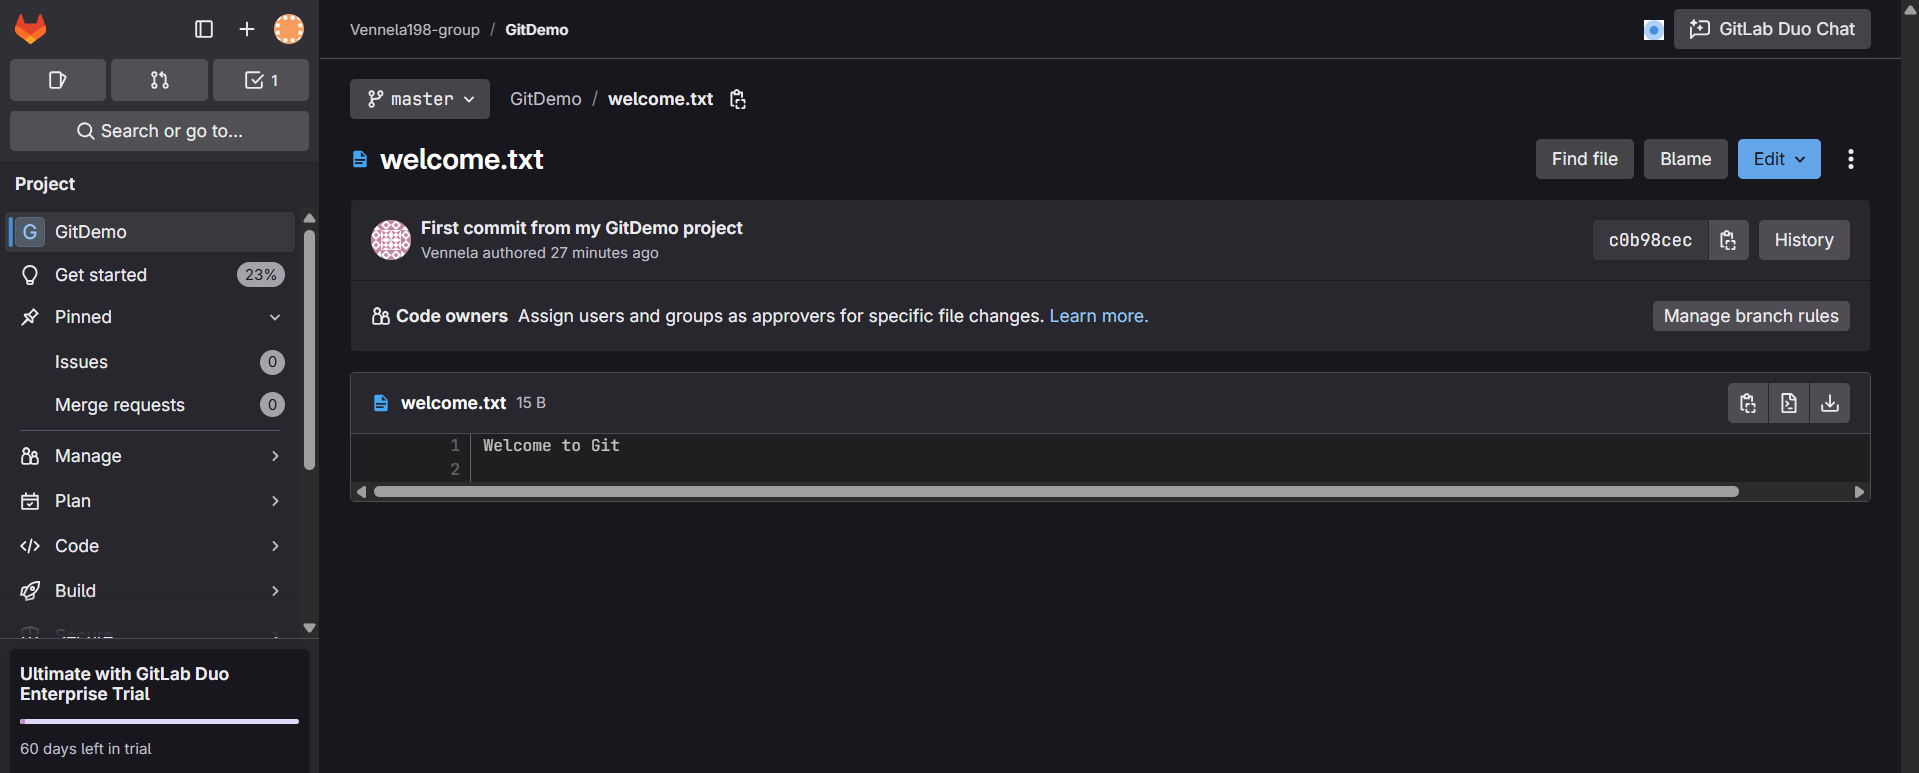 Vennela198-group / GitDemo
GitLab Duo Chat
1
Search or go to...
Project
G GitDemo
Get started 23%
Pinned
Issues 0
Merge requests 0
Manage
Plan
Code
Build
Secure
Ultimate with GitLab Duo
Enterprise Trial
60 days left in trial
master
GitDemo / welcome.txt
welcome.txt
Find file
Blame
Edit
First commit from my GitDemo project
Vennela authored 27 minutes ago
c0b98cec
History
Code owners Assign users and groups as approvers for specific file changes. Learn more.
Manage branch rules
welcome.txt 15 B
1 Welcome to Git
2